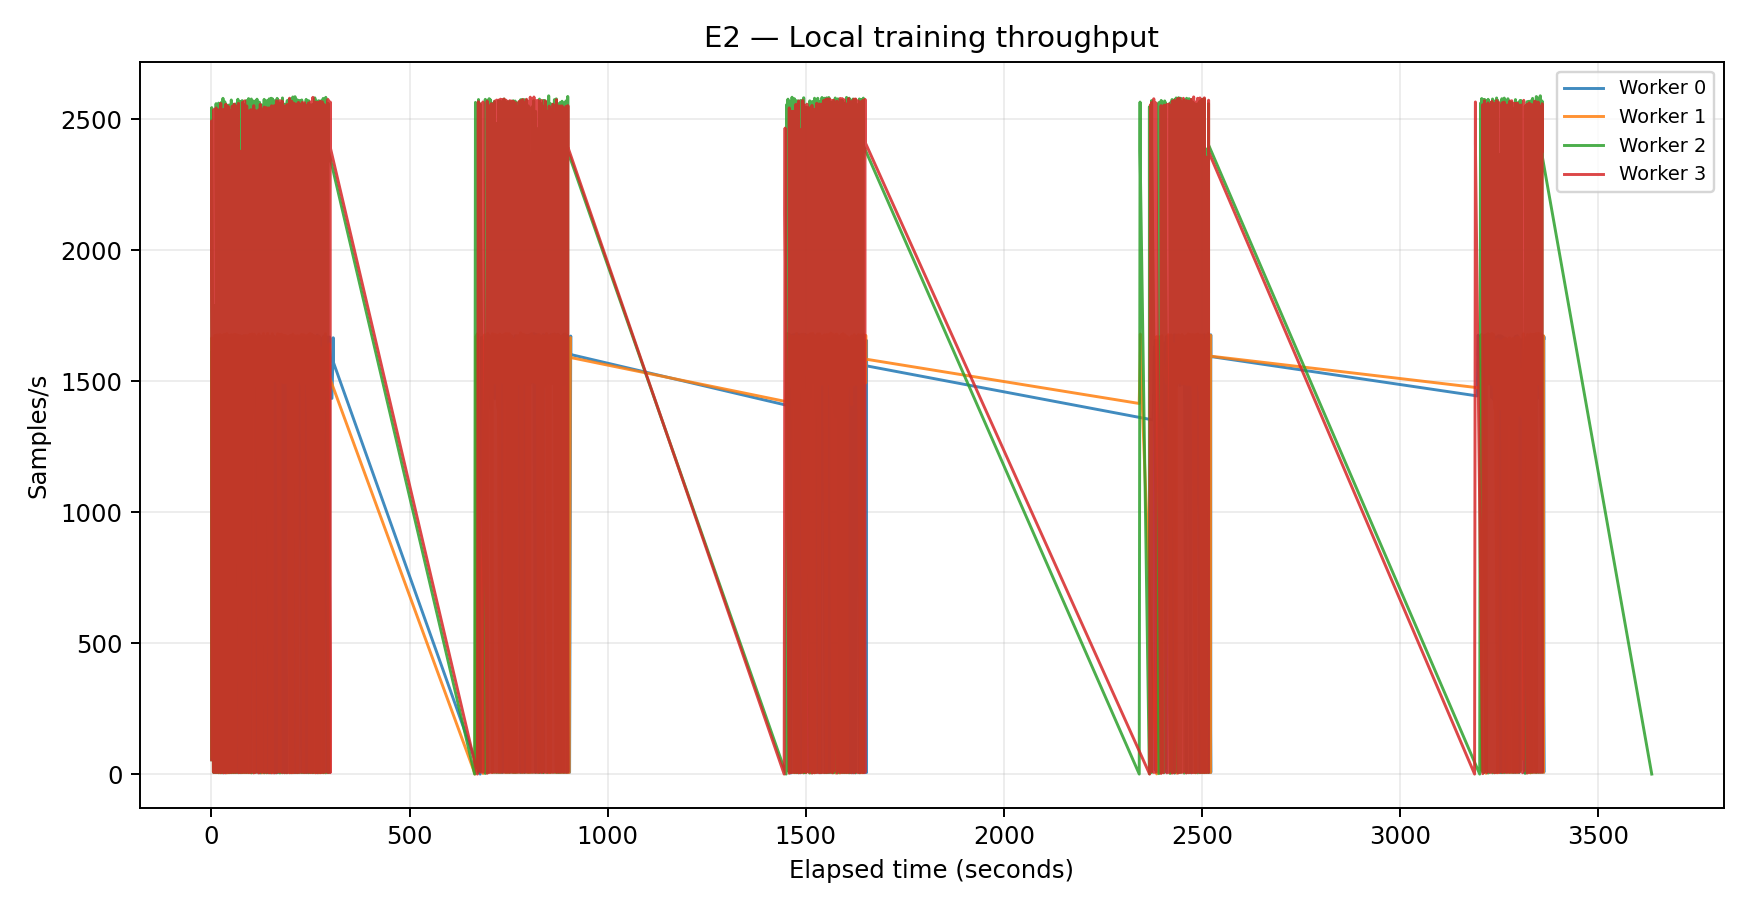 E2 — Local training throughput
Samples/s
2500
2000
1500
1000
500
0
0 500 1000 1500 2000 2500 3000 3500
Elapsed time (seconds)
Worker 0
Worker 1
Worker 2
Worker 3